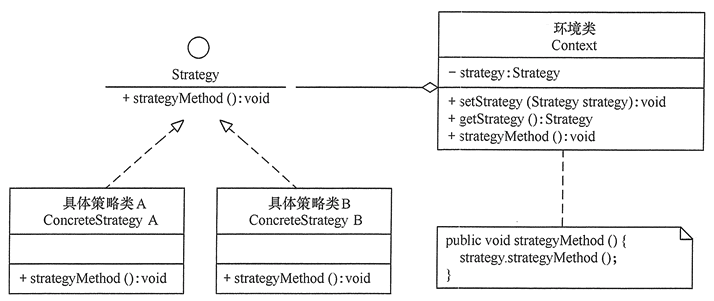 Strategy
+ strategyMethod ():void
环境类
Context
- strategy:Strategy
+ setStrategy (Strategy strategy):void
+ getStrategy ():Strategy
+ strategyMethod ():void
具体策略类A
ConcreteStrategy A
+ strategyMethod ():void
具体策略类B
ConcreteStrategy B
+ strategyMethod ():void
public void strategyMethod () {
strategy.strategyMethod ();
}